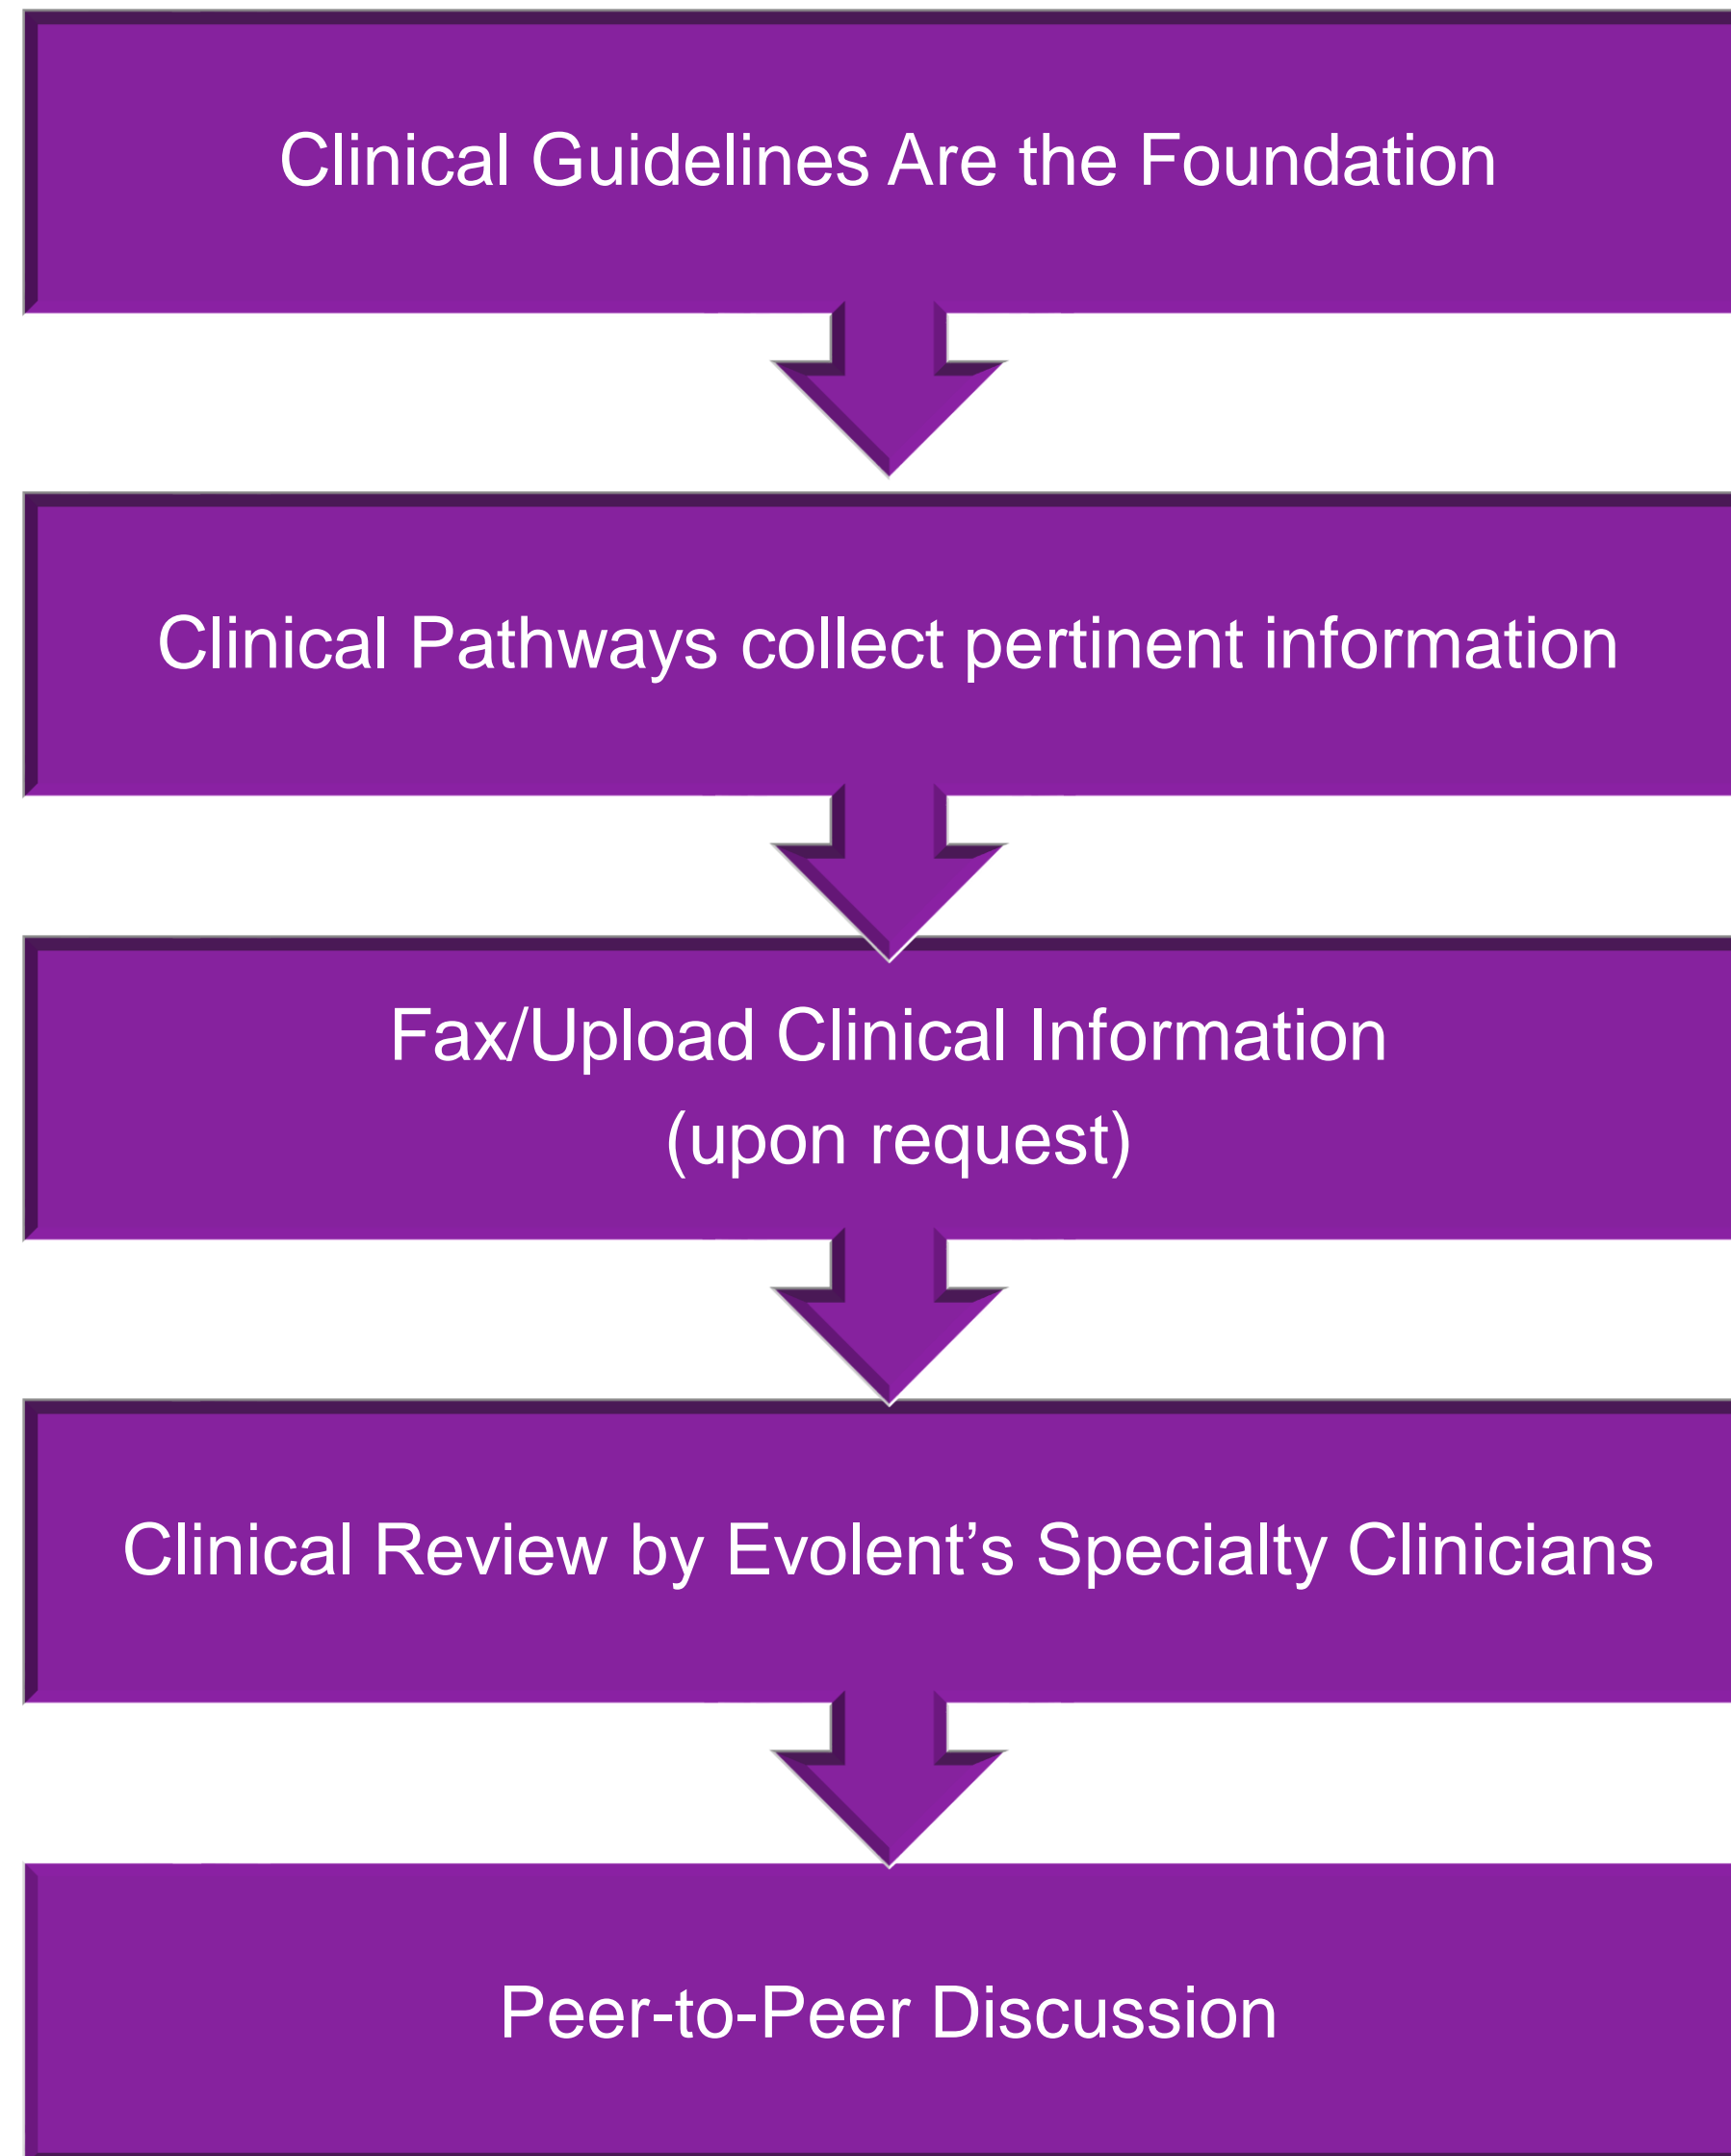 Clinical Guidelines Are the Foundation
Clinical Pathways collect pertinent information
Fax/Upload Clinical Information
(upon request)
Clinical Review by Evolent’s Specialty Clinicians
Peer-to-Peer Discussion